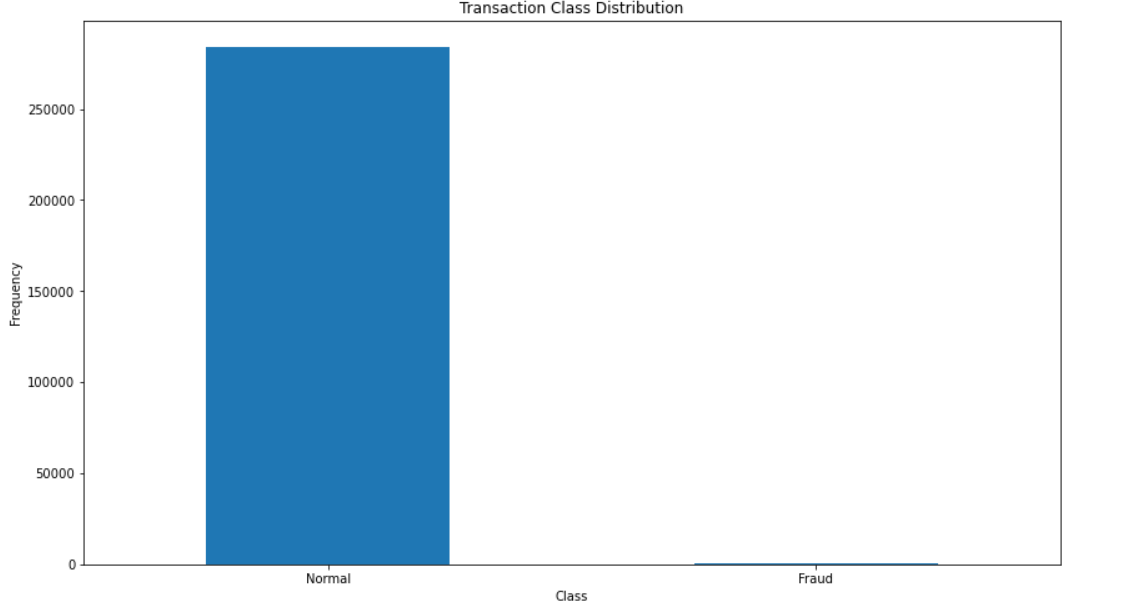 Transaction Class Distribution
250000
200000
150000
100000
50000
0
Frequency
Normal
Fraud
Class